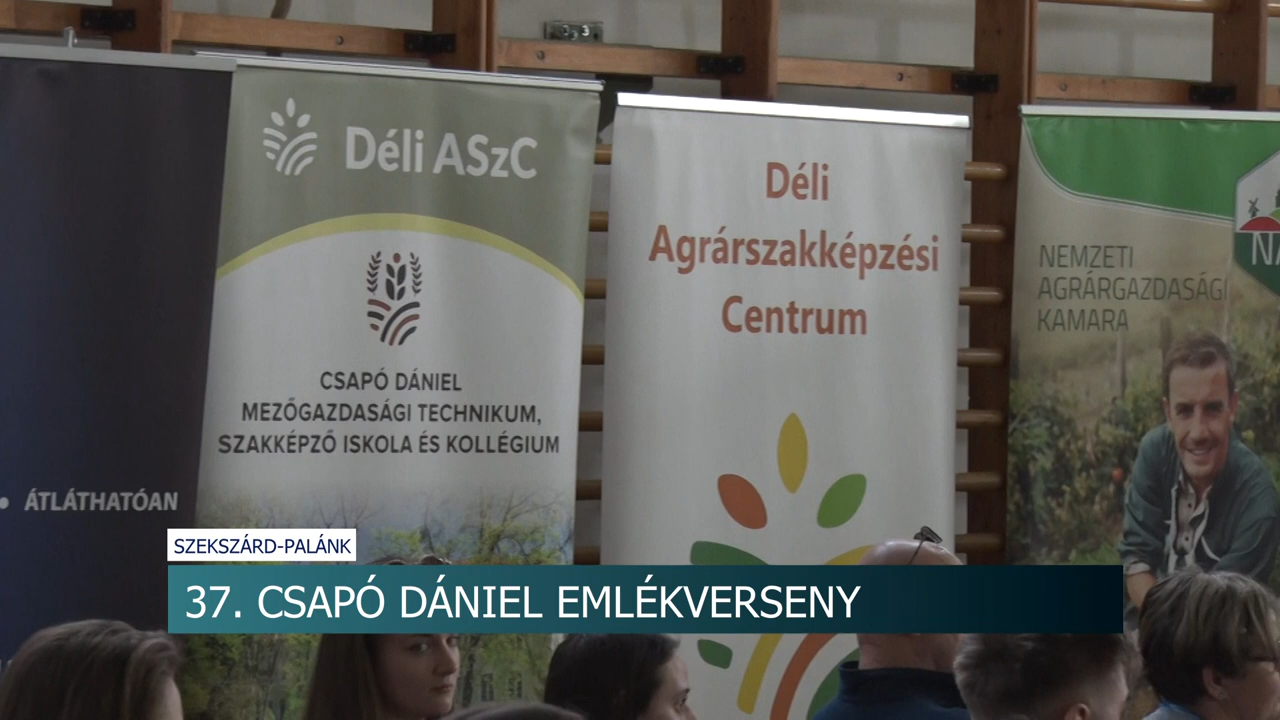 Déli ASzC
CSAPÓ DÁNIEL
MEZŐGAZDASÁGI TECHNIKUM,
SZAKKÉPZŐ ISKOLA ÉS KOLLÉGIUM
• ÁTLÁTHATÓAN
Déli
Agrárszakképzési
Centrum
NEMZETI
AGRÁRGAZDASÁGI
KAMARA
SZEKSZÁRD-PALÁNK
37. CSAPÓ DÁNIEL EMLÉKVERSENY